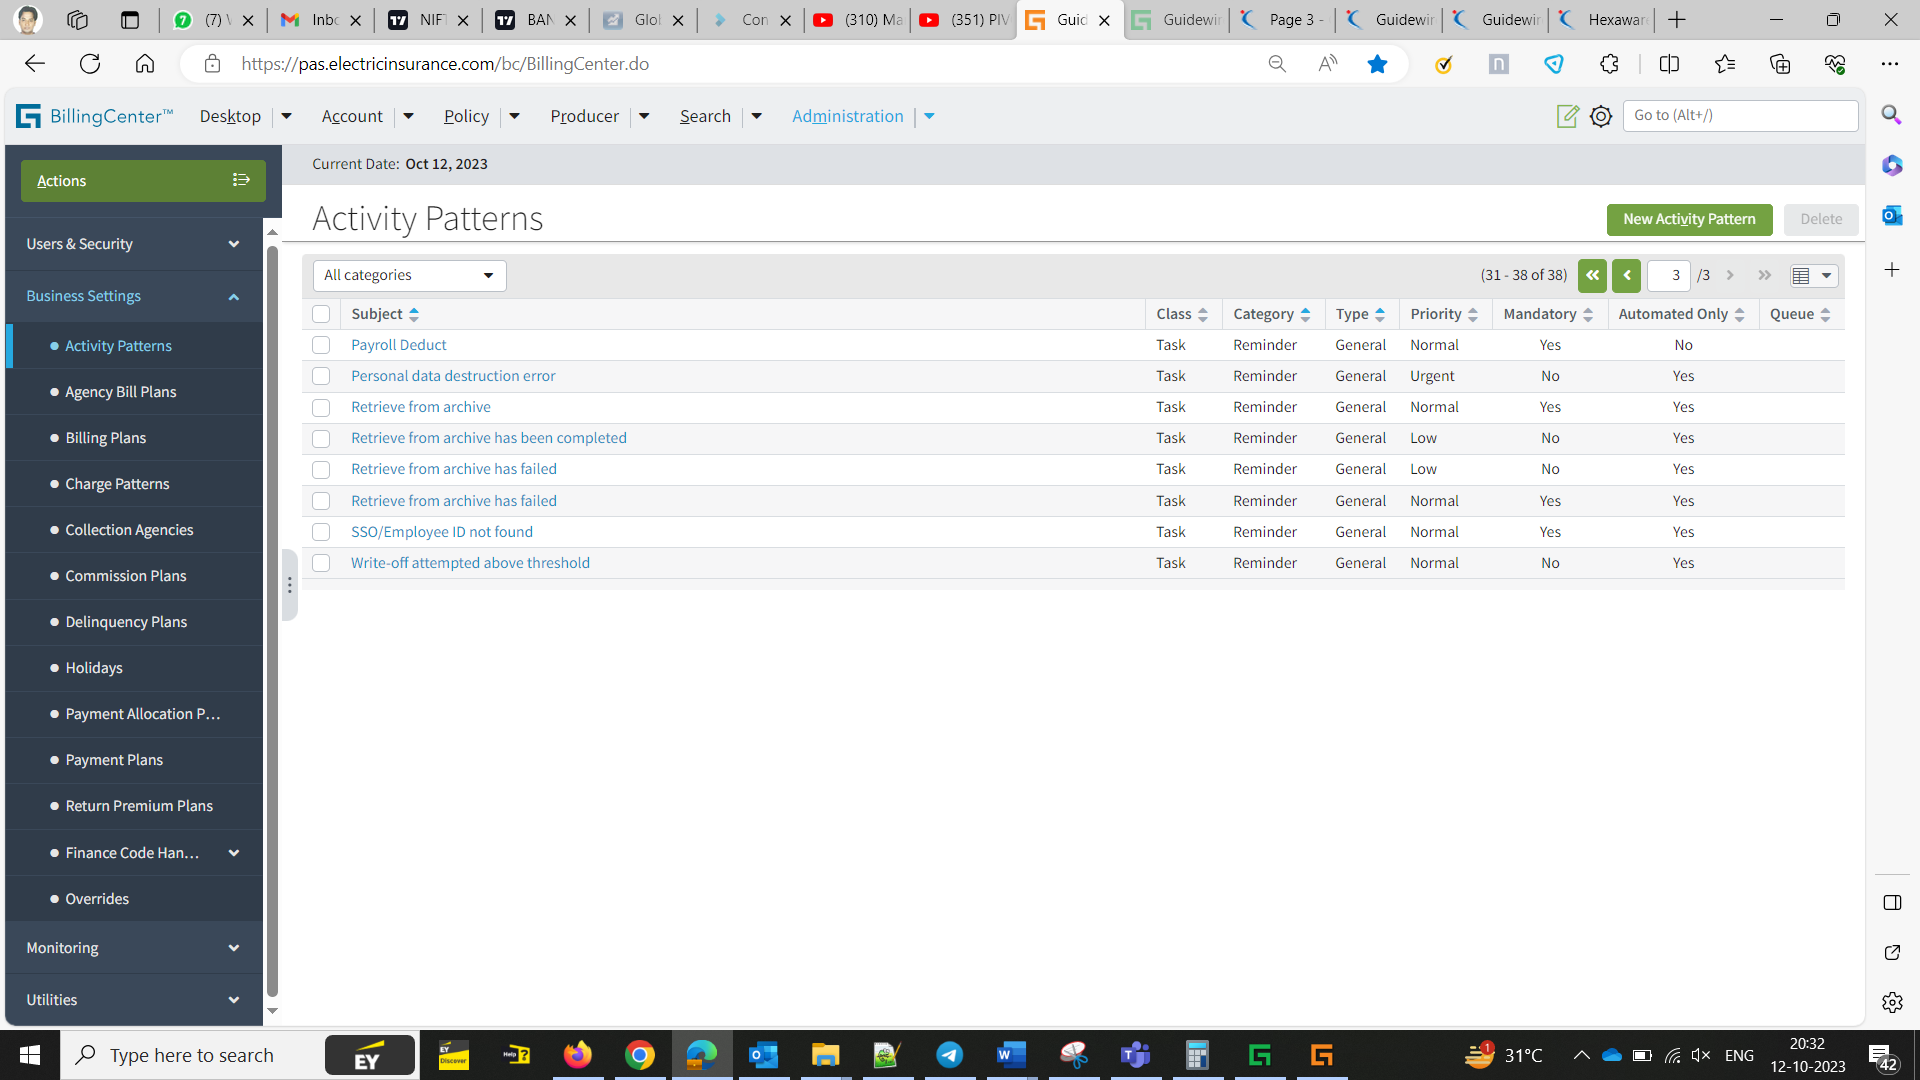 (7) W
Inbo
NIFT
BAN
Glob
Con
(310) Ma
(351) PIV
Guid
Guidewir
Page 3 -
Guidewir
Guidewir
Hexaware
https://pas.electricinsurance.com/bc/BillingCenter.do
BillingCenter™ Desktop Account Policy Producer Search Administration Go to (Alt+/)
Current Date: Oct 12, 2023
Actions
Users & Security
Business Settings
Activity Patterns
Agency Bill Plans
Billing Plans
Charge Patterns
Collection Agencies
Commission Plans
Delinquency Plans
Holidays
Payment Allocation P...
Payment Plans
Return Premium Plans
Finance Code Han...
Overrides
Monitoring
Utilities
Activity Patterns
New Activity Pattern Delete
All categories (31 - 38 of 38) 3 /3
Subject Class Category Type Priority Mandatory Automated Only Queue
Payroll Deduct Task Reminder General Normal Yes No
Personal data destruction error Task Reminder General Urgent No Yes
Retrieve from archive Task Reminder General Normal Yes Yes
Retrieve from archive has been completed Task Reminder General Low No Yes
Retrieve from archive has failed Task Reminder General Low No Yes
Retrieve from archive has failed Task Reminder General Normal Yes Yes
SSO/Employee ID not found Task Reminder General Normal Yes Yes
Write-off attempted above threshold Task Reminder General Normal No Yes
Type here to search
EY
EY
Discover
Help ?
1
31°C
ENG
20:32
12-10-2023
42